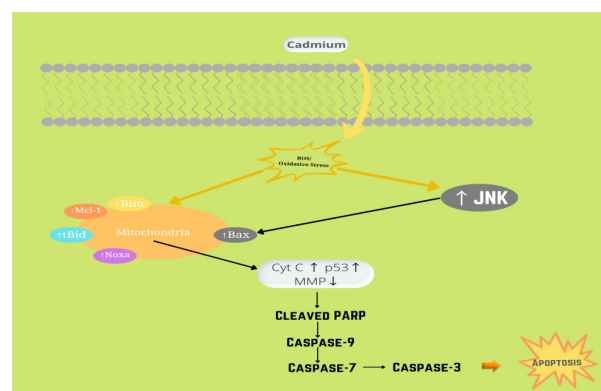 Cadmium
ROS/
Oxidative Stress
↑ JNK
↑Bim
↓Mcl-1
Mitochondria
↑tBid
↑Bax
↑Noxa
Cyt C ↑ p53↑
MMP ↓
CLEAVED PARP
CASPASE-9
CASPASE-7
CASPASE-3
APOPTOSIS